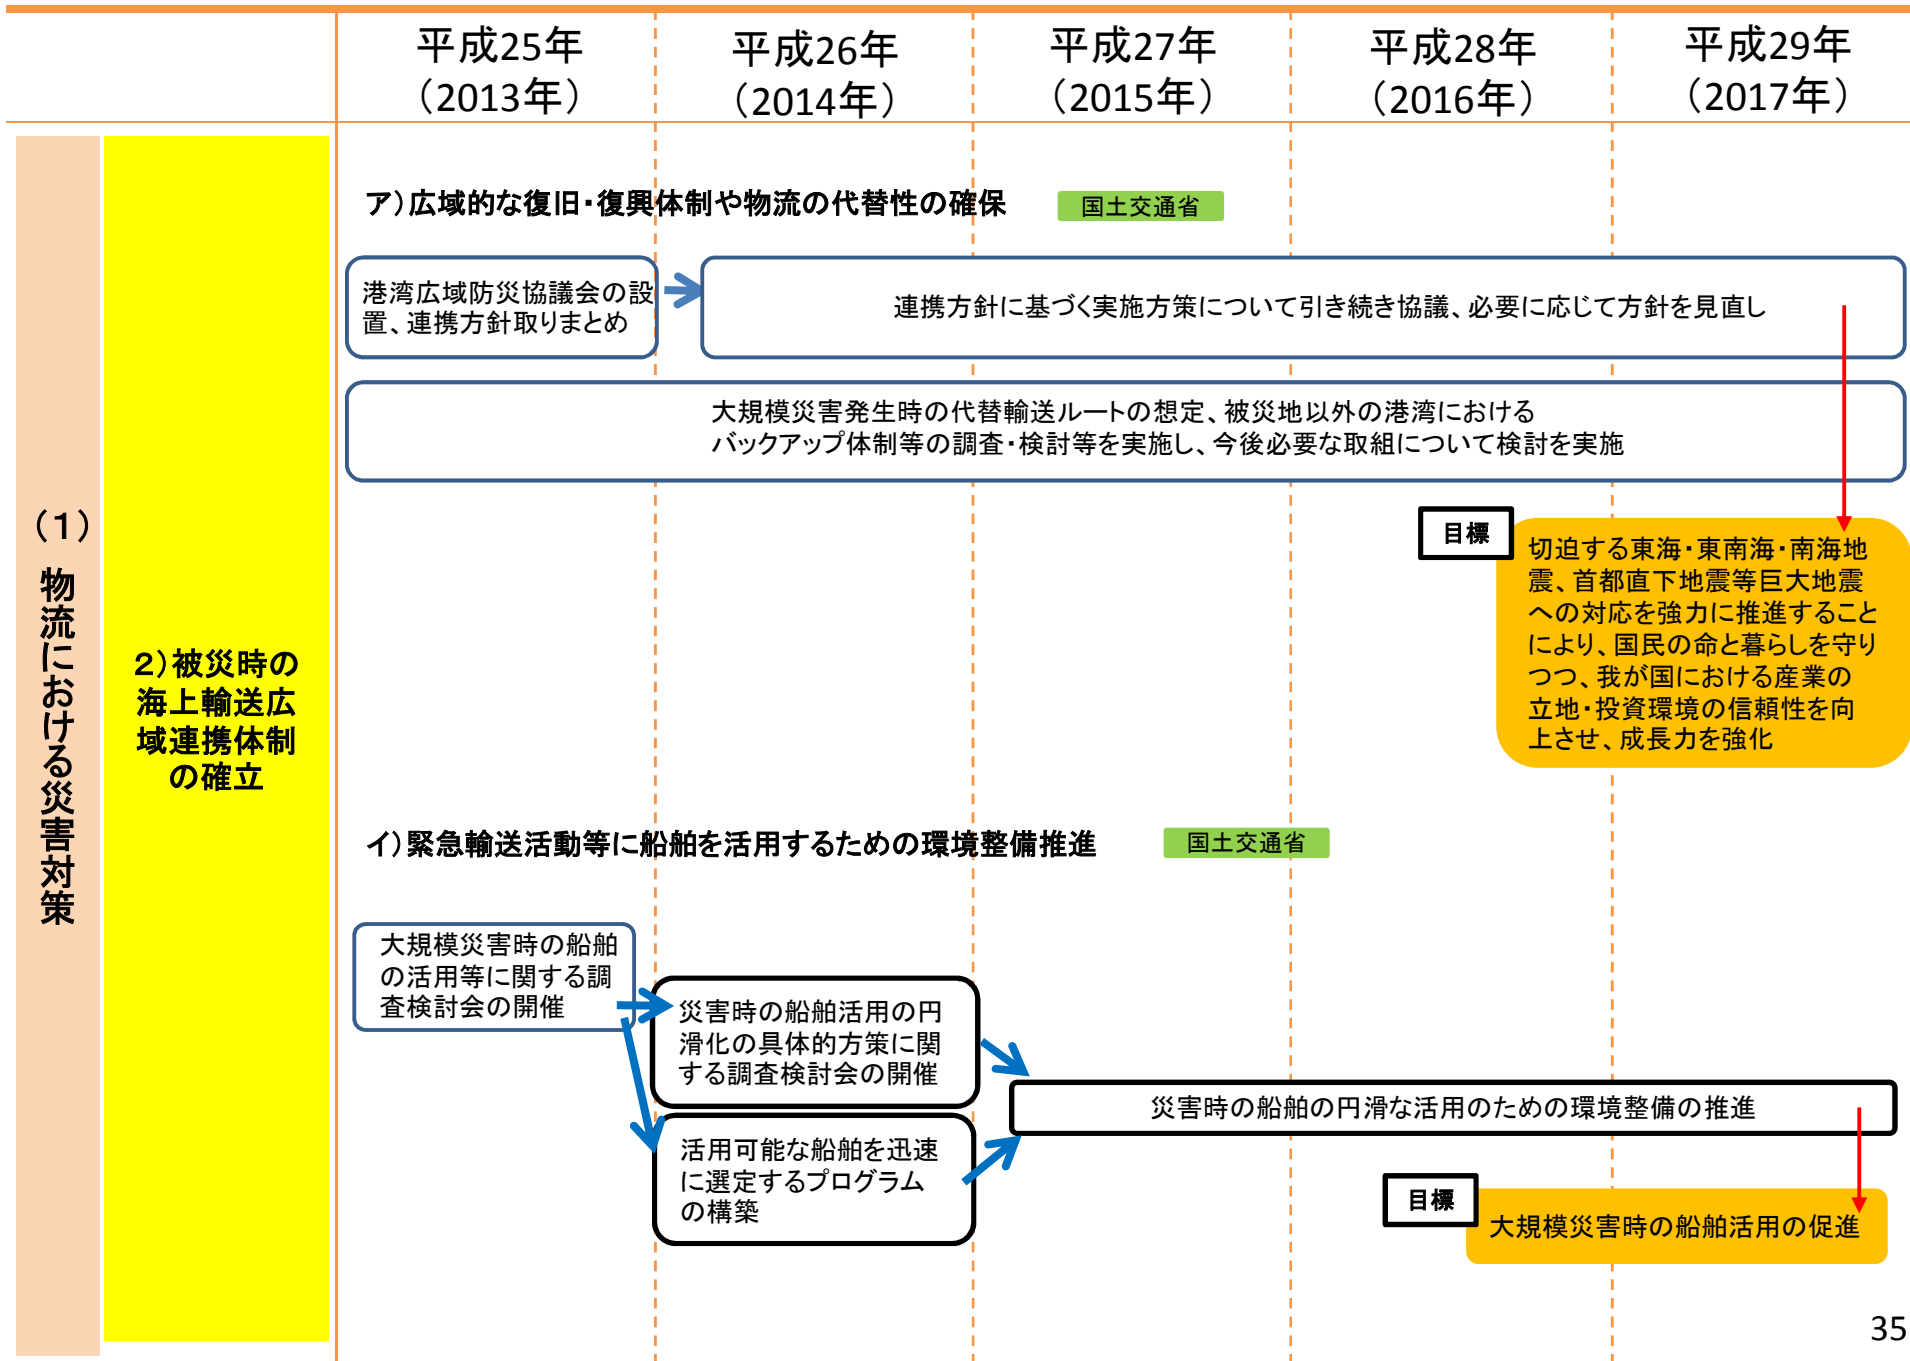 平成25年
（2013年）
平成26年
（2014年）
平成27年
（2015年）
平成28年
（2016年）
平成29年
（2017年）
（１）物流における災害対策
２）被災時の
海上輸送広
域連携体制
の確立
ア）広域的な復旧・復興体制や物流の代替性の確保
国土交通省
港湾広域防災協議会の設
置、連携方針取りまとめ
連携方針に基づく実施方策について引き続き協議、必要に応じて方針を見直し
大規模災害発生時の代替輸送ルートの想定、被災地以外の港湾における
バックアップ体制等の調査・検討等を実施し、今後必要な取組について検討を実施
目標
切迫する東海・東南海・南海地
震、首都直下地震等巨大地震
への対応を強力に推進すること
により、国民の命と暮らしを守り
つつ、我が国における産業の
立地・投資環境の信頼性を向
上させ、成長力を強化
イ）緊急輸送活動等に船舶を活用するための環境整備推進
国土交通省
大規模災害時の船舶
の活用等に関する調
査検討会の開催
災害時の船舶活用の円
滑化の具体的方策に関
する調査検討会の開催
活用可能な船舶を迅速
に選定するプログラム
の構築
災害時の船舶の円滑な活用のための環境整備の推進
目標
大規模災害時の船舶活用の促進
35